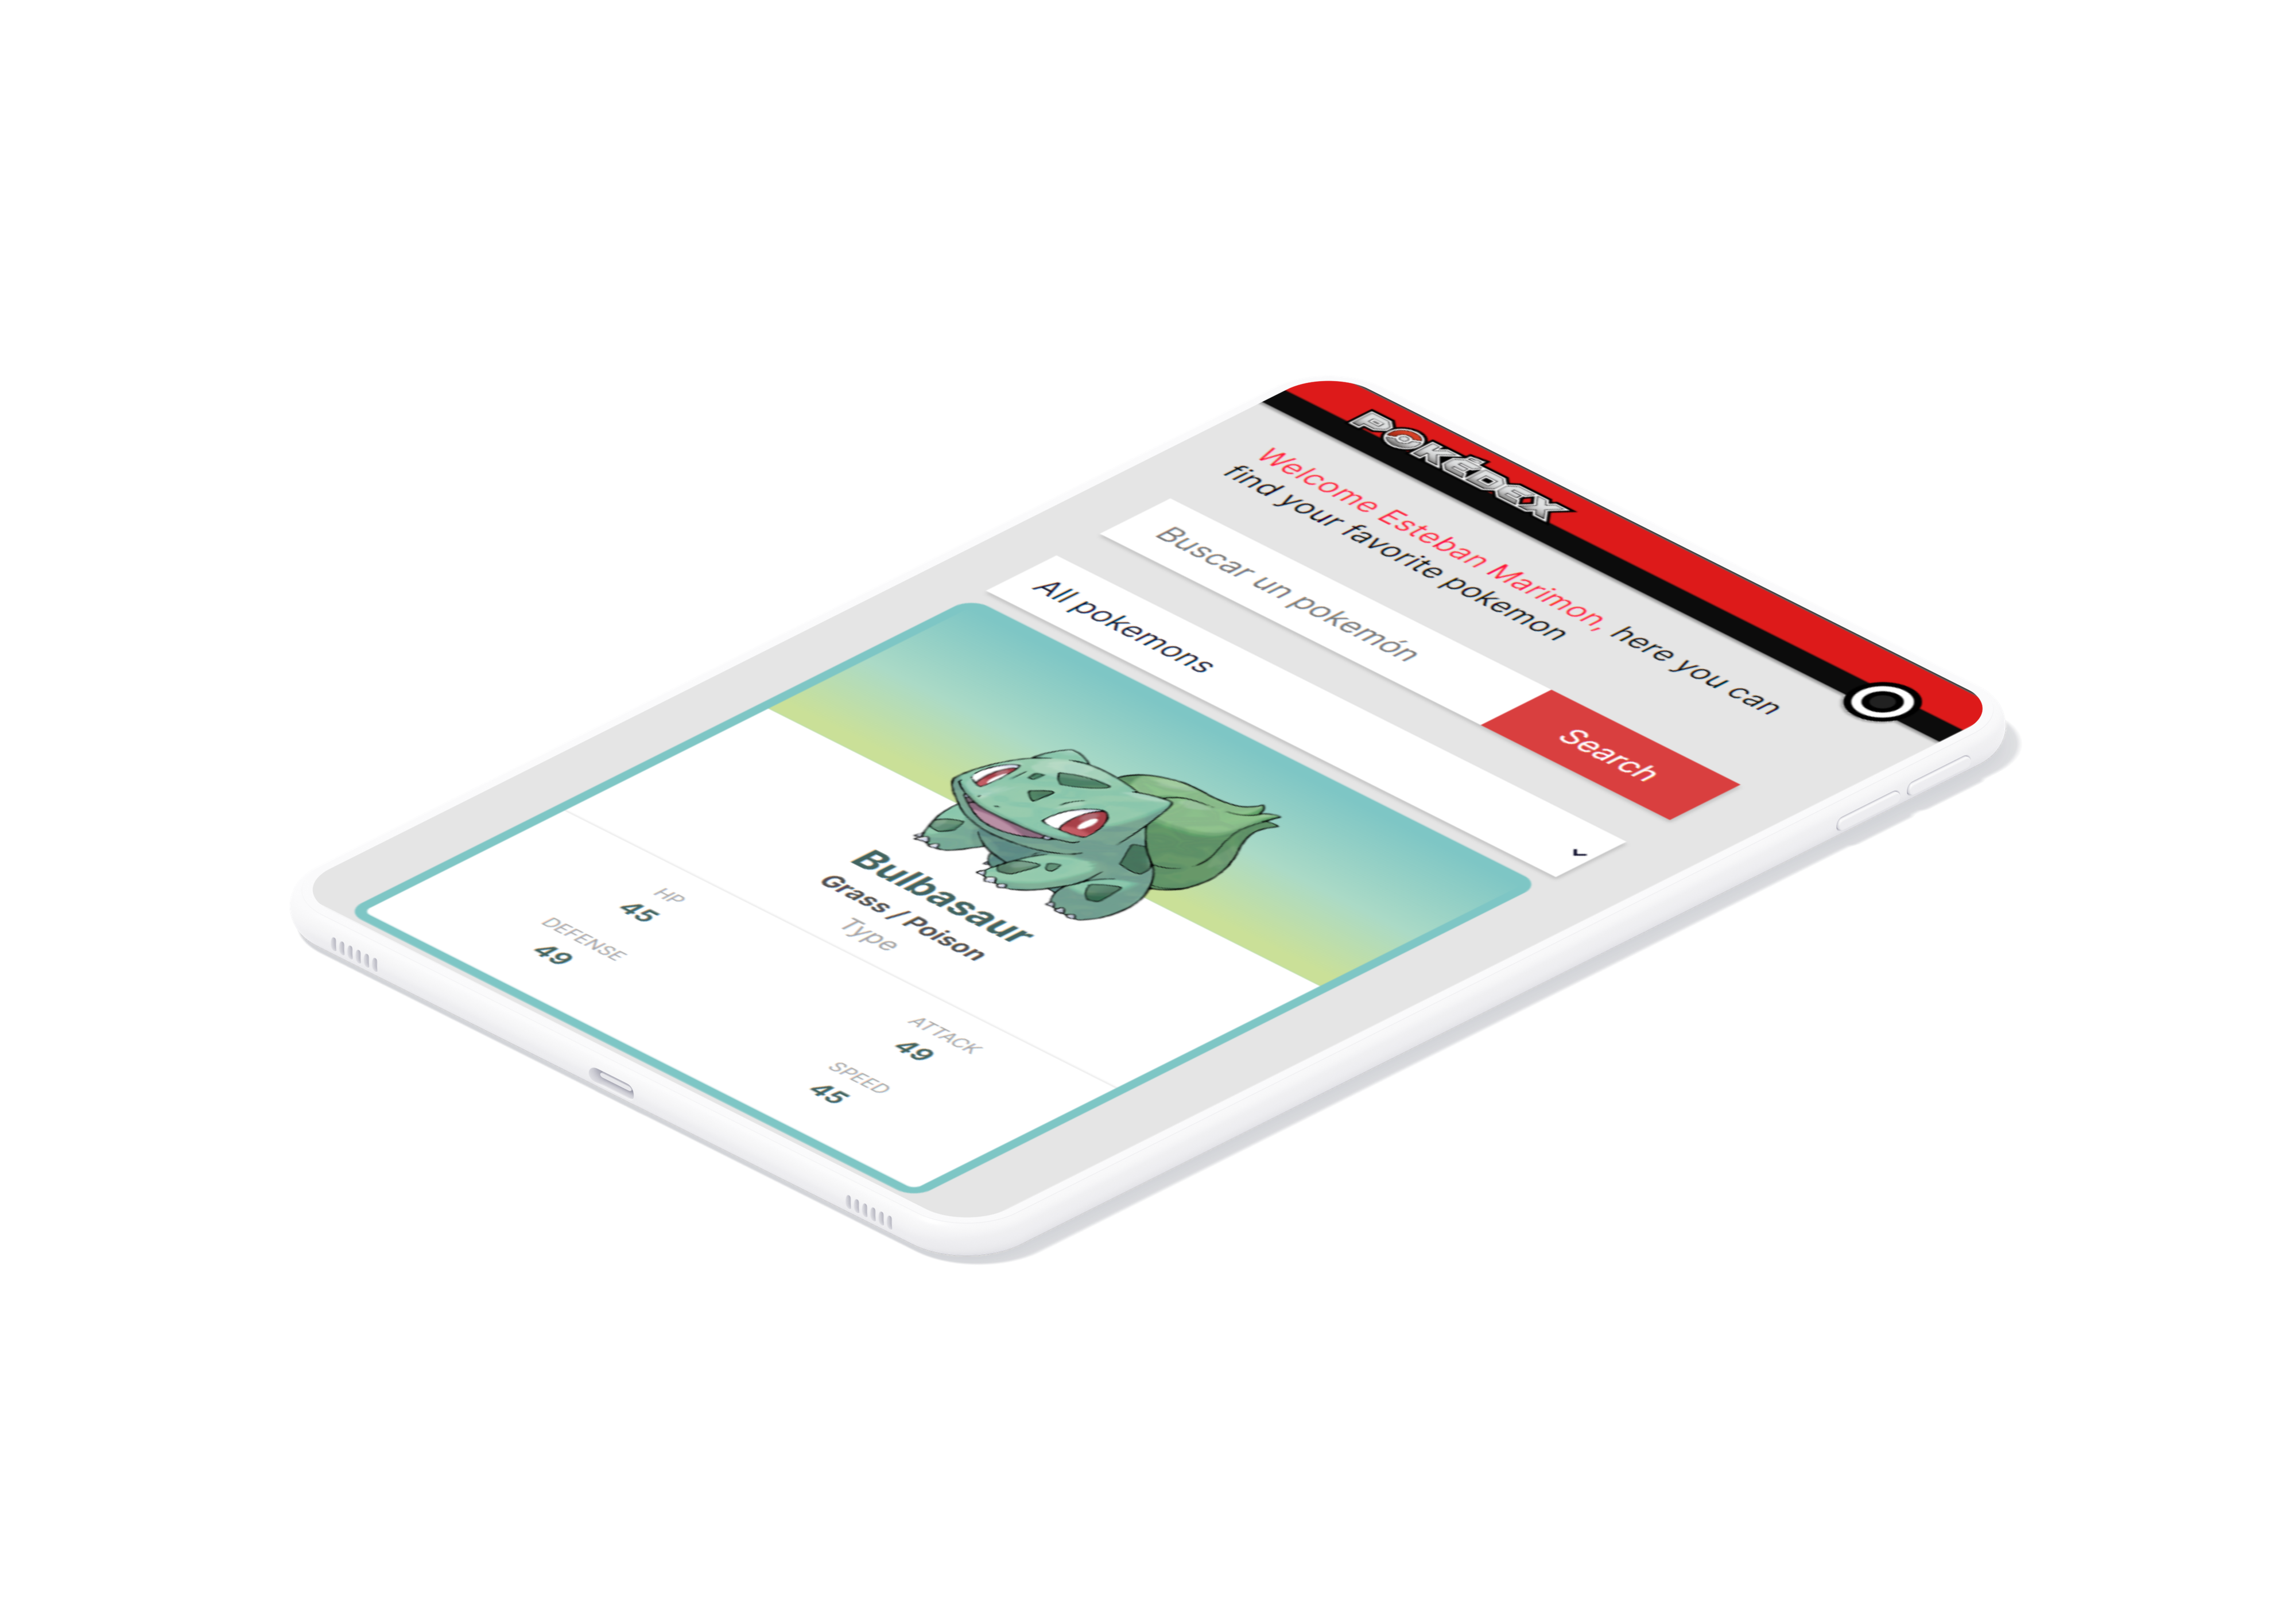 POKÉDEX
Welcome Esteban Marimon, here you can
find your favorite pokemon
Buscar un pokemón
Search
All pokemons
Bulbasaur
Grass / Poison
Type
HP
45
ATTACK
49
DEFENSE
49
SPEED
45